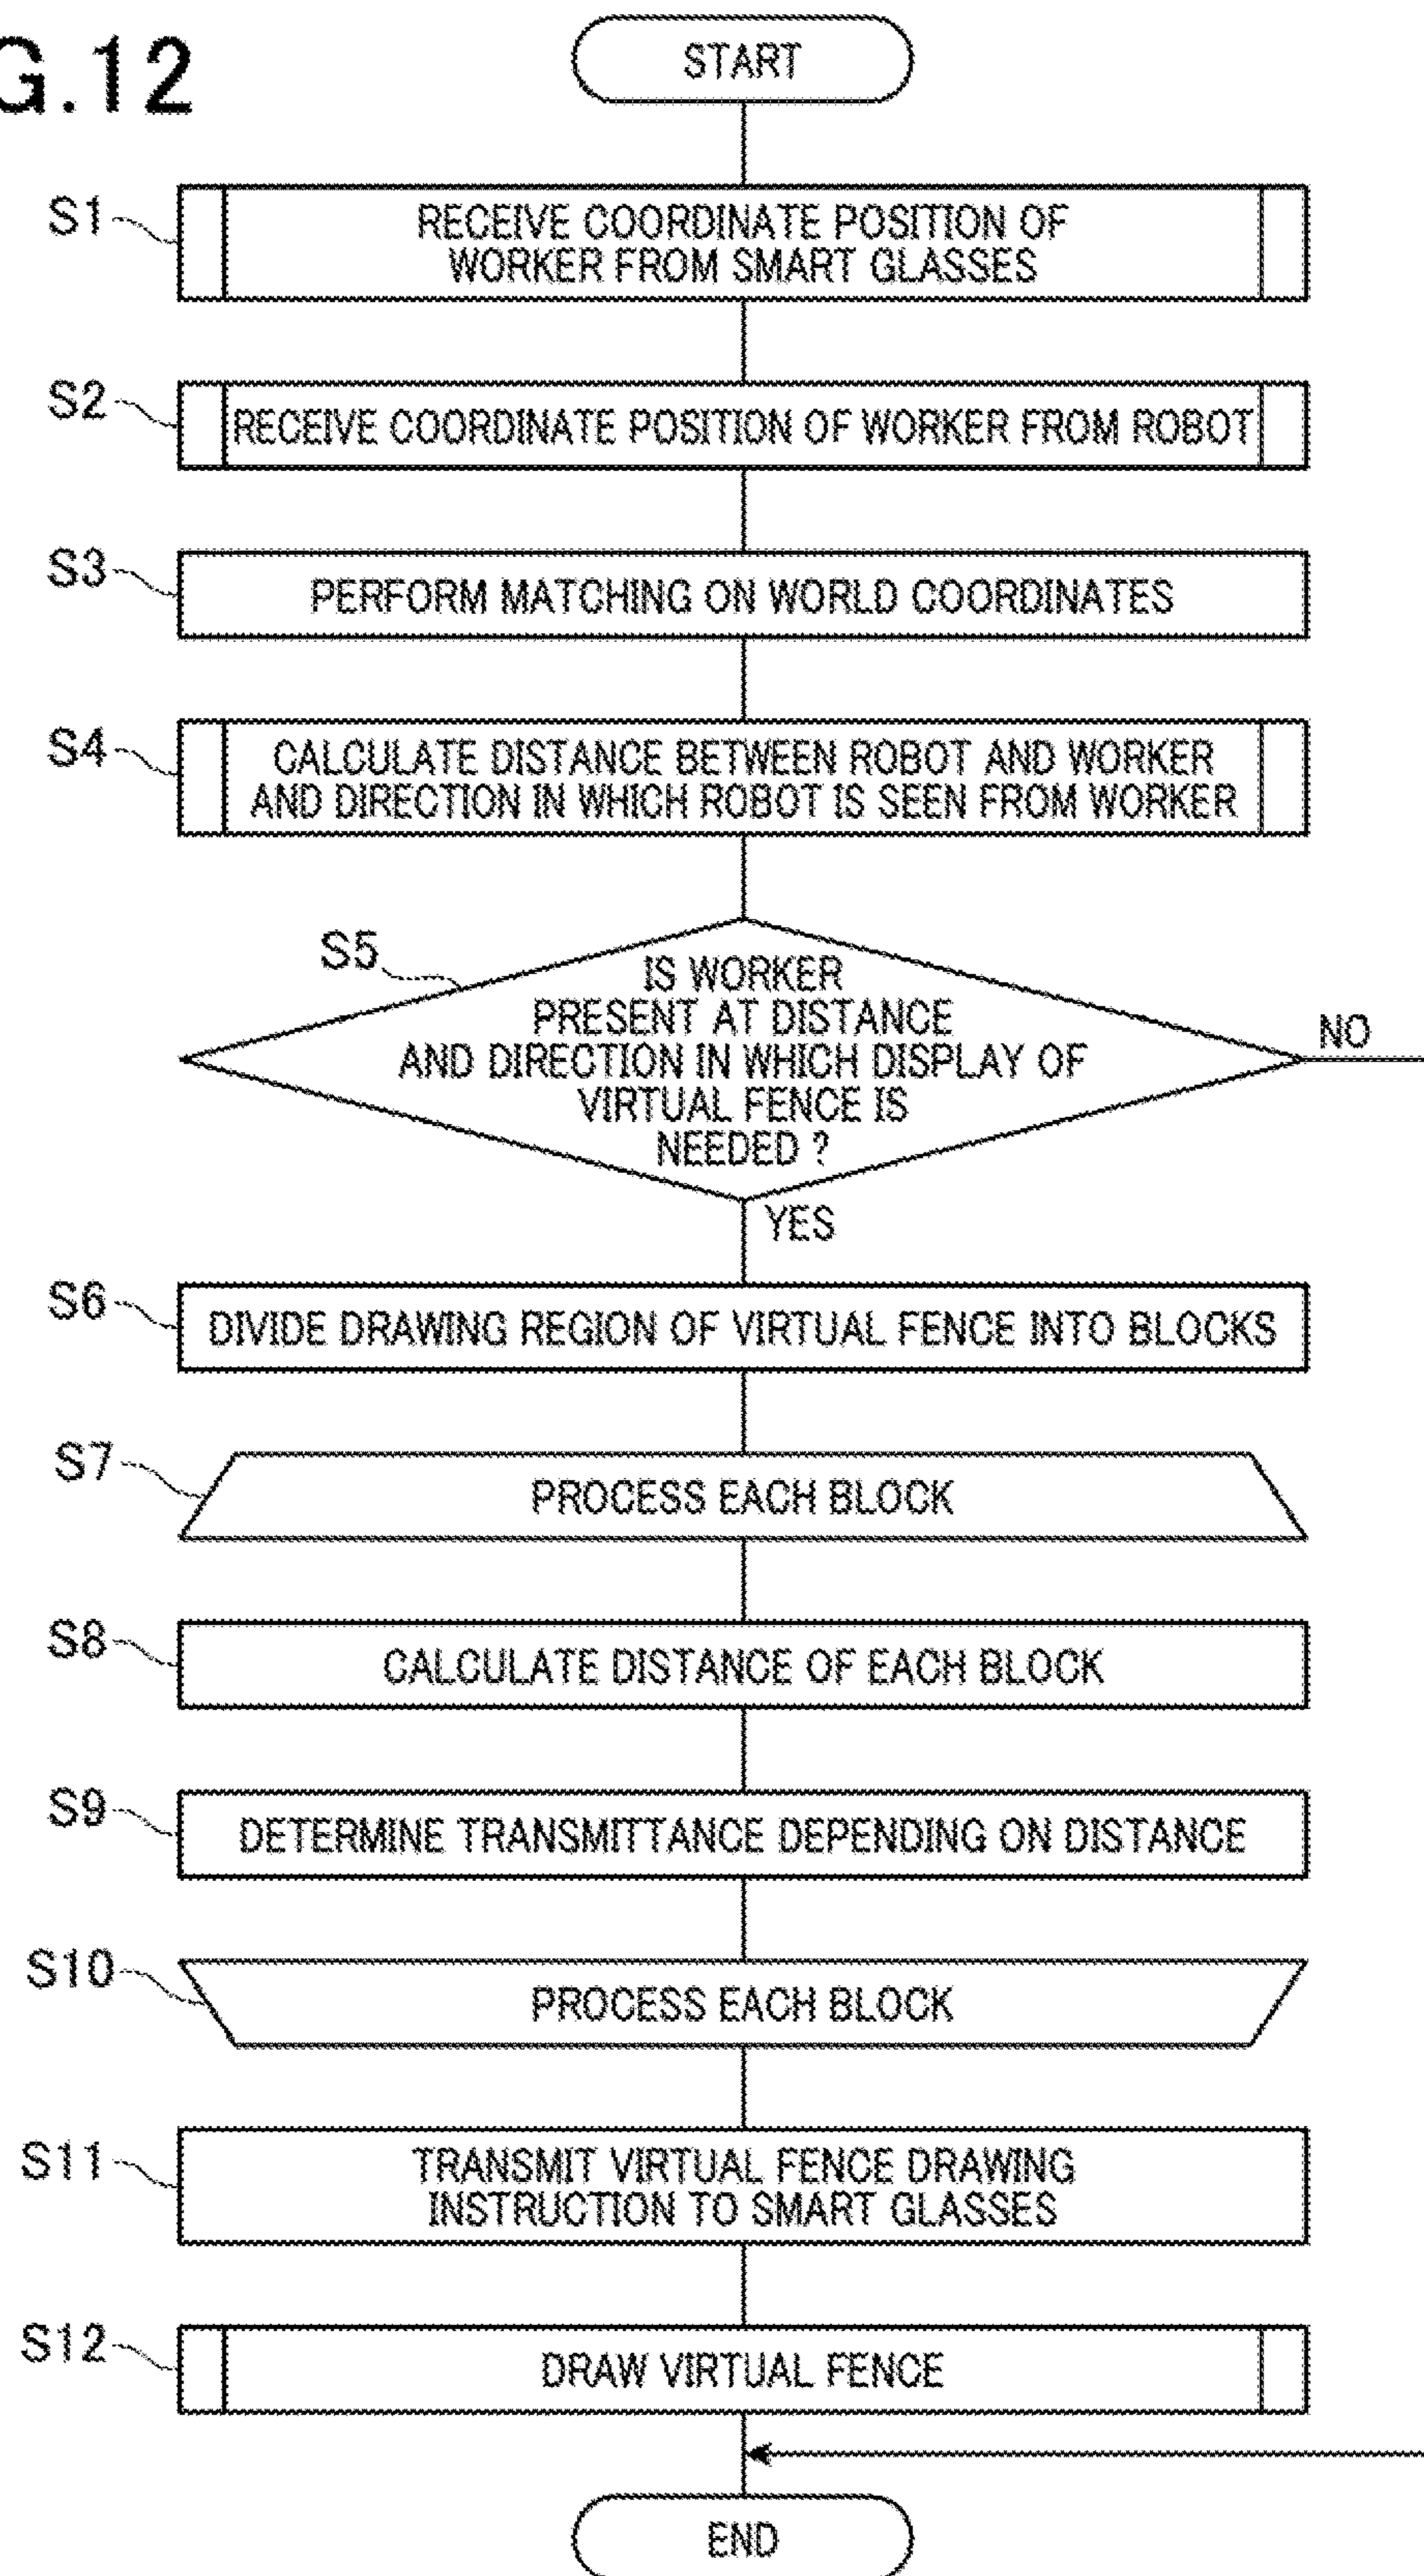 G.12
START
S1
RECEIVE COORDINATE POSITION OF
WORKER FROM SMART GLASSES
S2
RECEIVE COORDINATE POSITION OF WORKER FROM ROBOT
S3
PERFORM MATCHING ON WORLD COORDINATES
S4
CALCULATE DISTANCE BETWEEN ROBOT AND WORKER
AND DIRECTION IN WHICH ROBOT IS SEEN FROM WORKER
S5
IS WORKER
PRESENT AT DISTANCE
AND DIRECTION IN WHICH DISPLAY OF
VIRTUAL FENCE IS
NEEDED ?
NO
YES
S6
DIVIDE DRAWING REGION OF VIRTUAL FENCE INTO BLOCKS
S7
PROCESS EACH BLOCK
S8
CALCULATE DISTANCE OF EACH BLOCK
S9
DETERMINE TRANSMITTANCE DEPENDING ON DISTANCE
S10
PROCESS EACH BLOCK
S11
TRANSMIT VIRTUAL FENCE DRAWING
INSTRUCTION TO SMART GLASSES
S12
DRAW VIRTUAL FENCE
END